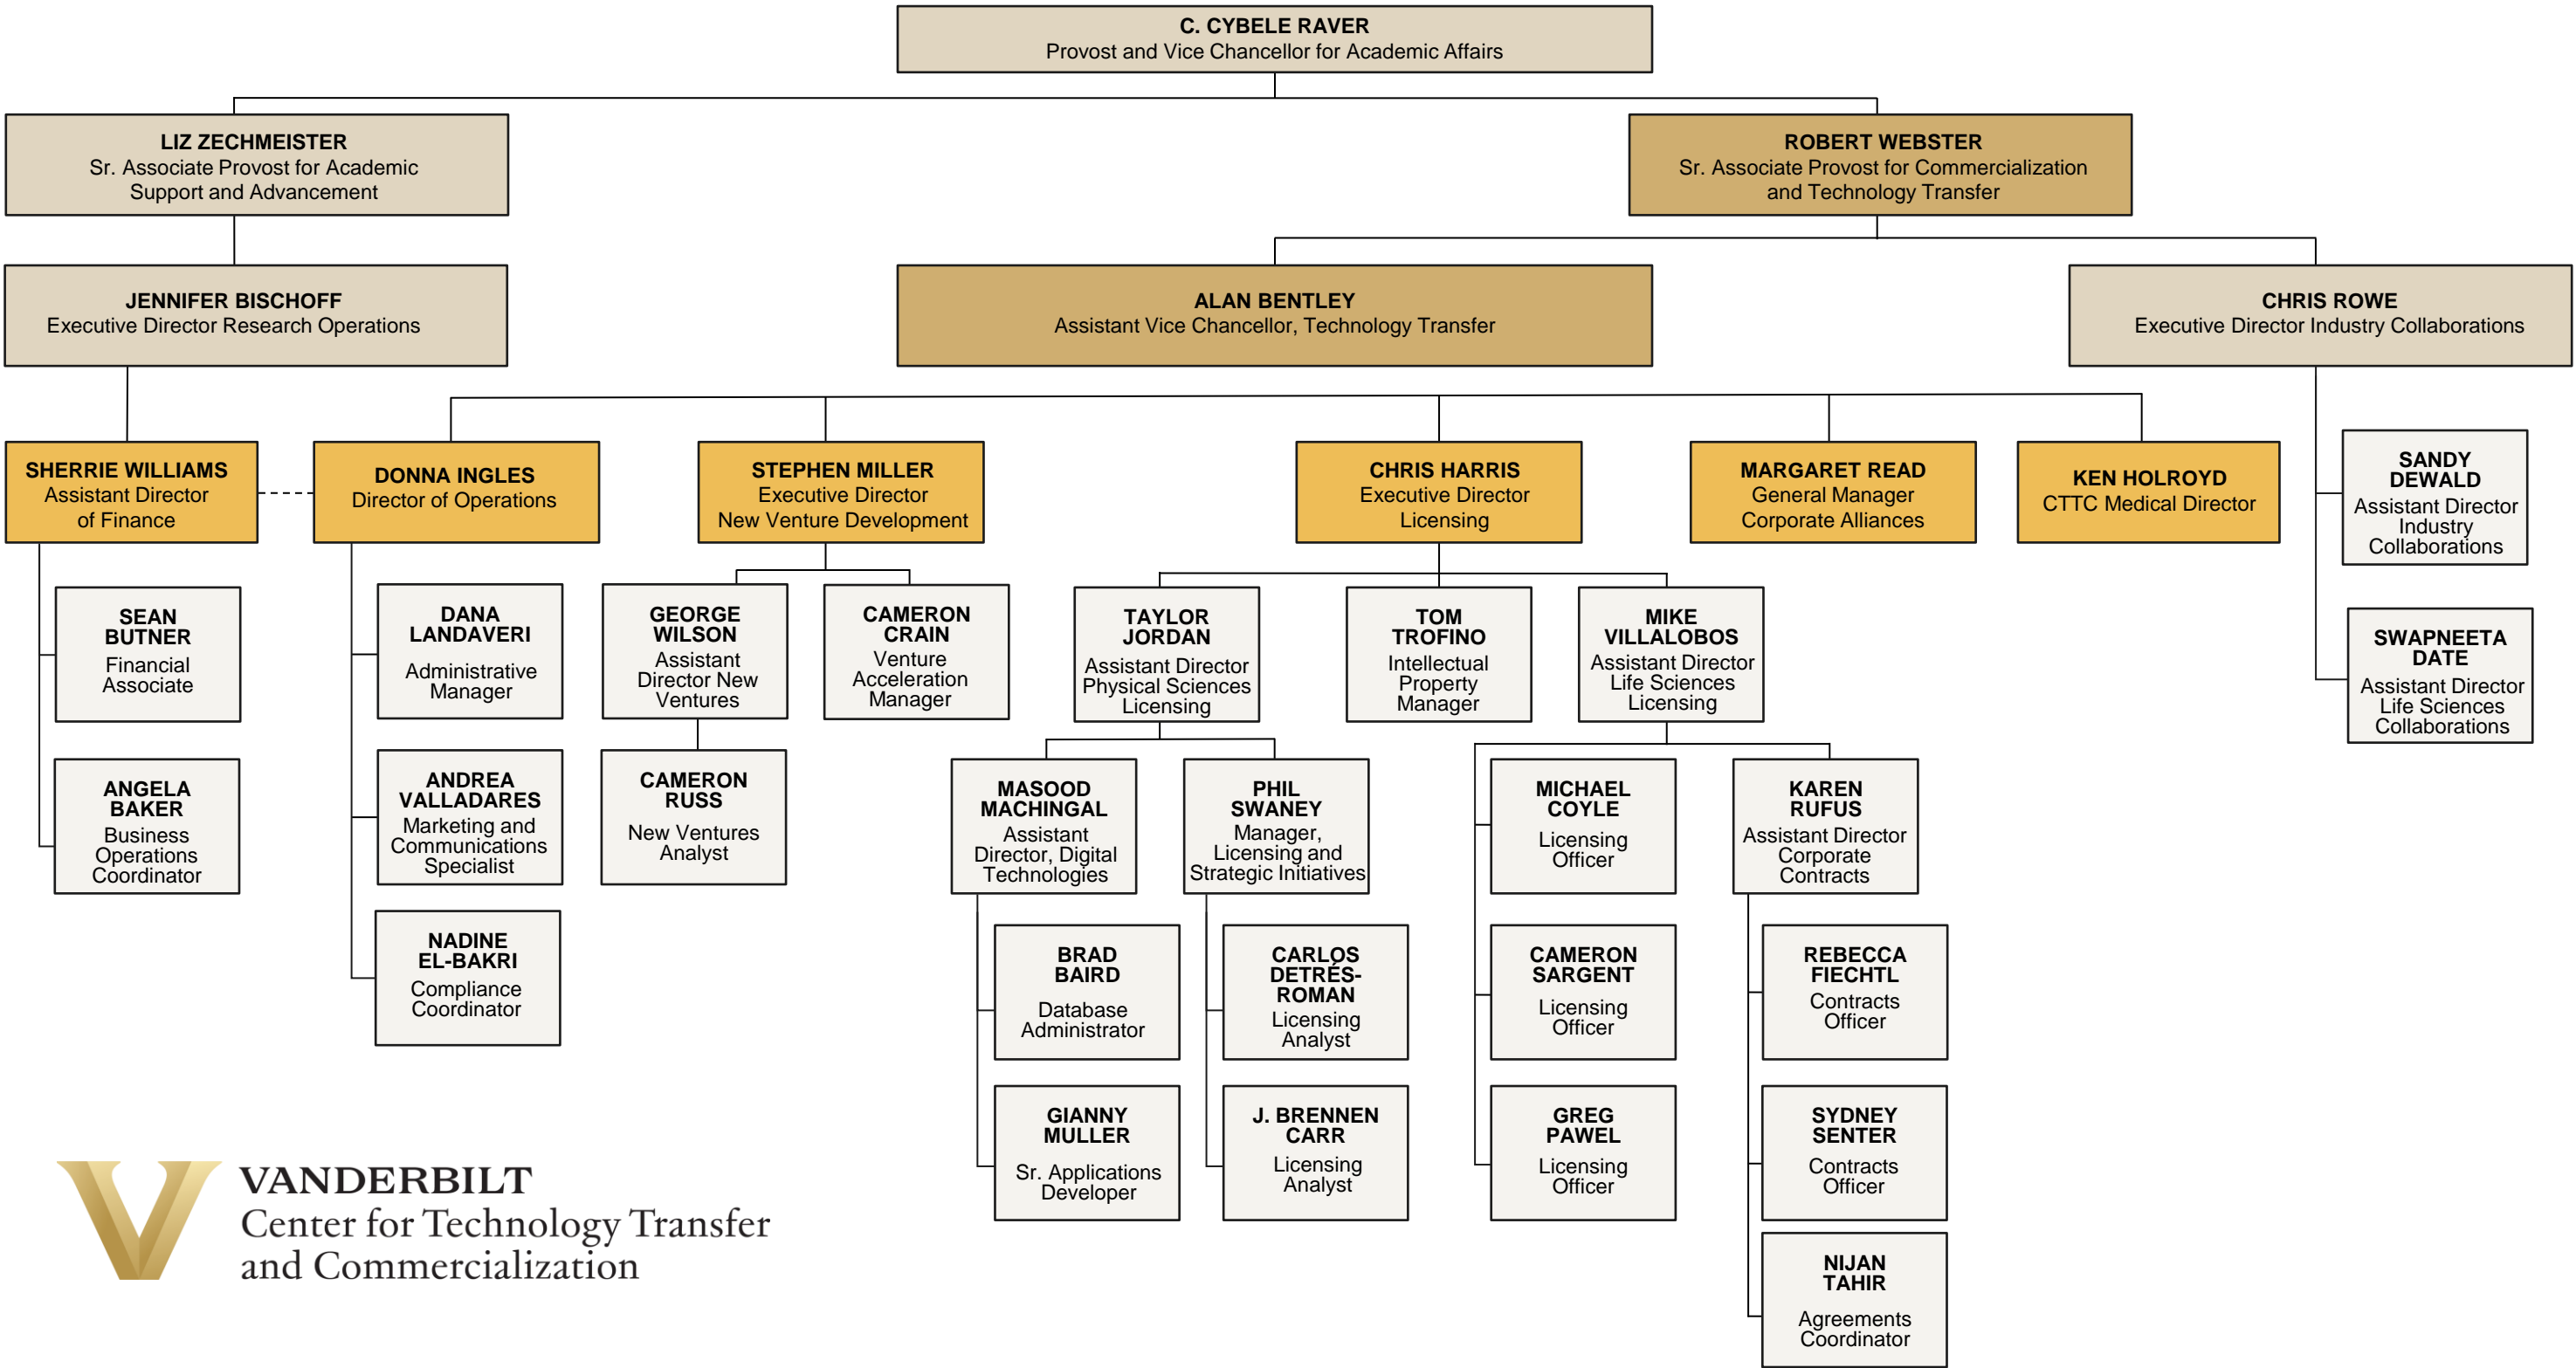 C. CYBELE RAVER
Provost and Vice Chancellor for Academic Affairs
LIZ ZECHMEISTER
Sr. Associate Provost for Academic
Support and Advancement
ROBERT WEBSTER
Sr. Associate Provost for Commercialization
and Technology Transfer
JENNIFER BISCHOFF
Executive Director Research Operations
ALAN BENTLEY
Assistant Vice Chancellor, Technology Transfer
CHRIS ROWE
Executive Director Industry Collaborations
SHERRIE WILLIAMS
Assistant Director
of Finance
DONNA INGLES
Director of Operations
STEPHEN MILLER
Executive Director
New Venture Development
CHRIS HARRIS
Executive Director
Licensing
MARGARET READ
General Manager
Corporate Alliances
KEN HOLROYD
CTTC Medical Director
SANDY
DEWALD
Assistant Director
Industry
Collaborations
SEAN
BUTNER
Financial
Associate
DANA
LANDAVERI
Administrative
Manager
GEORGE
WILSON
Assistant
Director New
Ventures
CAMERON
CRAIN
Venture
Acceleration
Manager
TAYLOR
JORDAN
Assistant Director
Physical Sciences
Licensing
TOM
TROFINO
Intellectual
Property
Manager
MIKE
VILLALOBOS
Assistant Director
Life Sciences
Licensing
SWAPNEETA
DATE
Assistant Director
Life Sciences
Collaborations
ANGELA
BAKER
Business
Operations
Coordinator
ANDREA
VALLADARES
Marketing and
Communications
Specialist
CAMERON
RUSS
New Ventures
Analyst
MASOOD
MACHINGAL
Assistant
Director, Digital
Technologies
PHIL
SWANEY
Manager,
Licensing and
Strategic Initiatives
MICHAEL
COYLE
Licensing
Officer
KAREN
RUFUS
Assistant Director
Corporate
Contracts
NADINE
EL-BAKRI
Compliance
Coordinator
BRAD
BAIRD
Database
Administrator
CARLOS
DETRÉS-
ROMAN
Licensing
Analyst
CAMERON
SARGENT
Licensing
Officer
REBECCA
FIECHTL
Contracts
Officer
GIANNY
MULLER
Sr. Applications
Developer
J. BRENNEN
CARR
Licensing
Analyst
GREG
PAWEL
Licensing
Officer
SYDNEY
SENTER
Contracts
Officer
NIJAN
TAHIR
Agreements
Coordinator
V
VANDERBILT
Center for Technology Transfer
and Commercialization